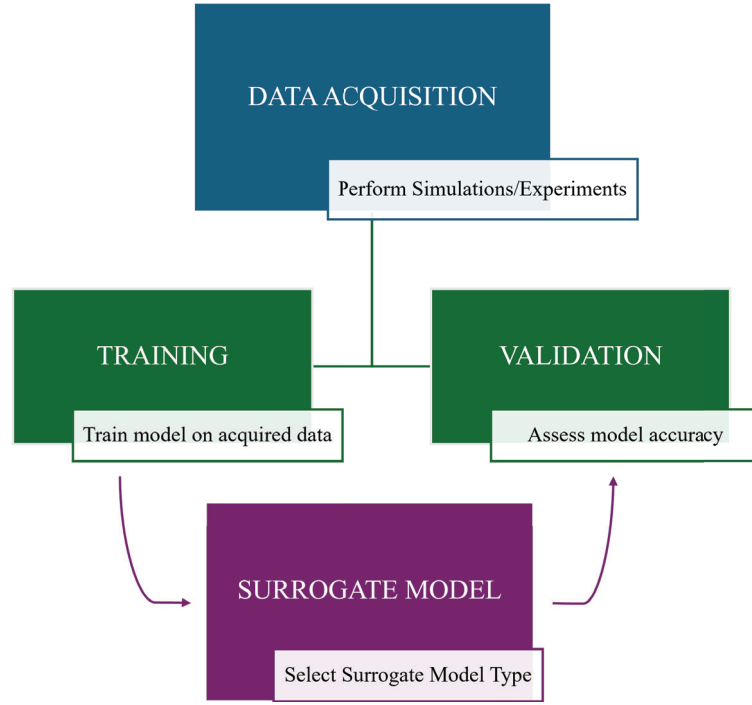 DATA ACQUISITION
Perform Simulations/Experiments
TRAINING
Train model on acquired data
VALIDATION
Assess model accuracy
SURROGATE MODEL
Select Surrogate Model Type